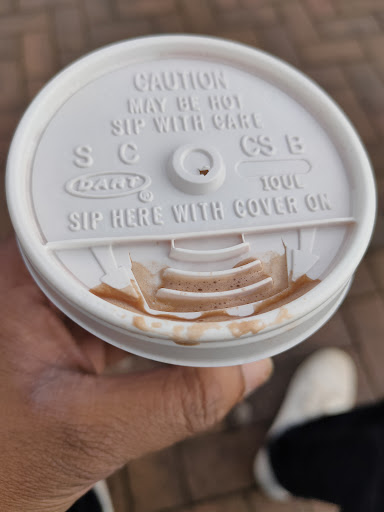 CAUTION
MAY BE HOT
SIP WITH CARE
S C CS B
DART ®
10UL
SIP HERE WITH COVER ON